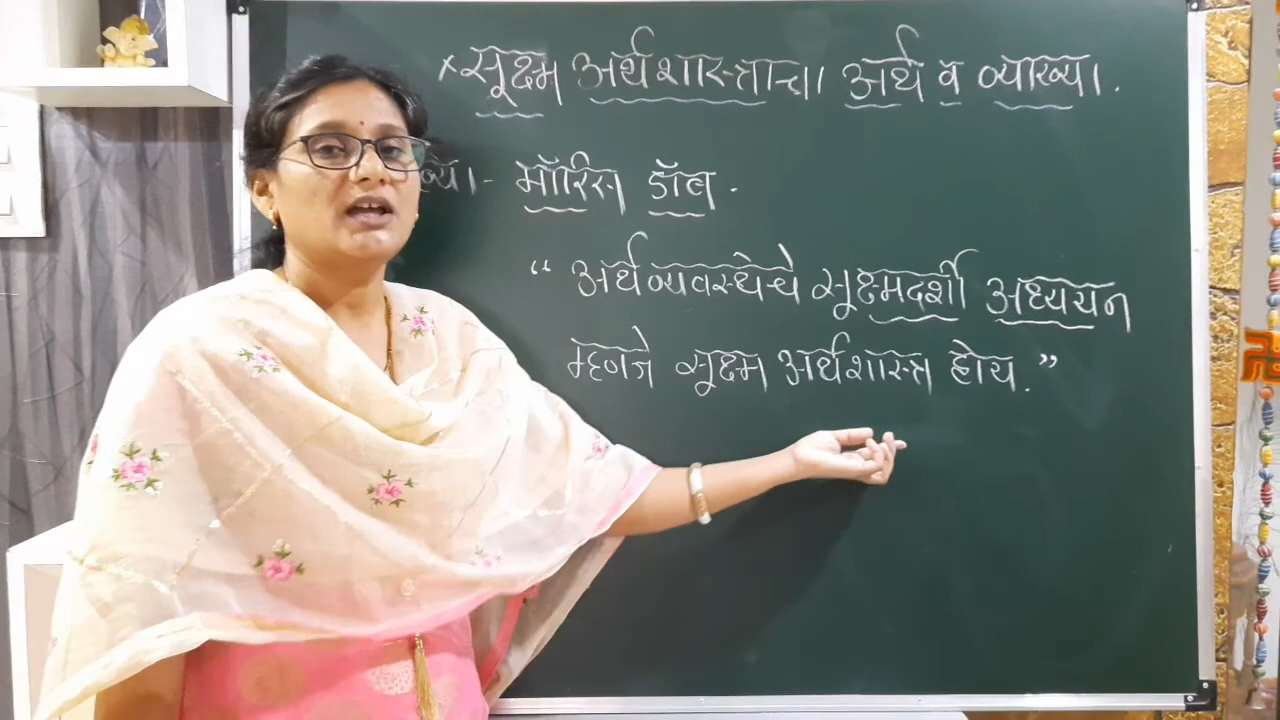 × सूक्ष्म अर्थशास्त्राचा अर्थ व व्याख्या.
- मॉरिस डॉब.
“ अर्थव्यवस्थेचे सूक्ष्मदर्शी अध्ययन
म्हणजे सूक्ष्म अर्थशास्त्र होय. ”